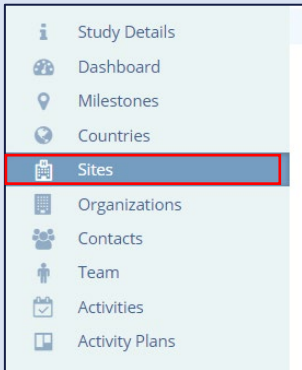 Study Details
Dashboard
Milestones
Countries
Sites
Organizations
Contacts
Team
Activities
Activity Plans